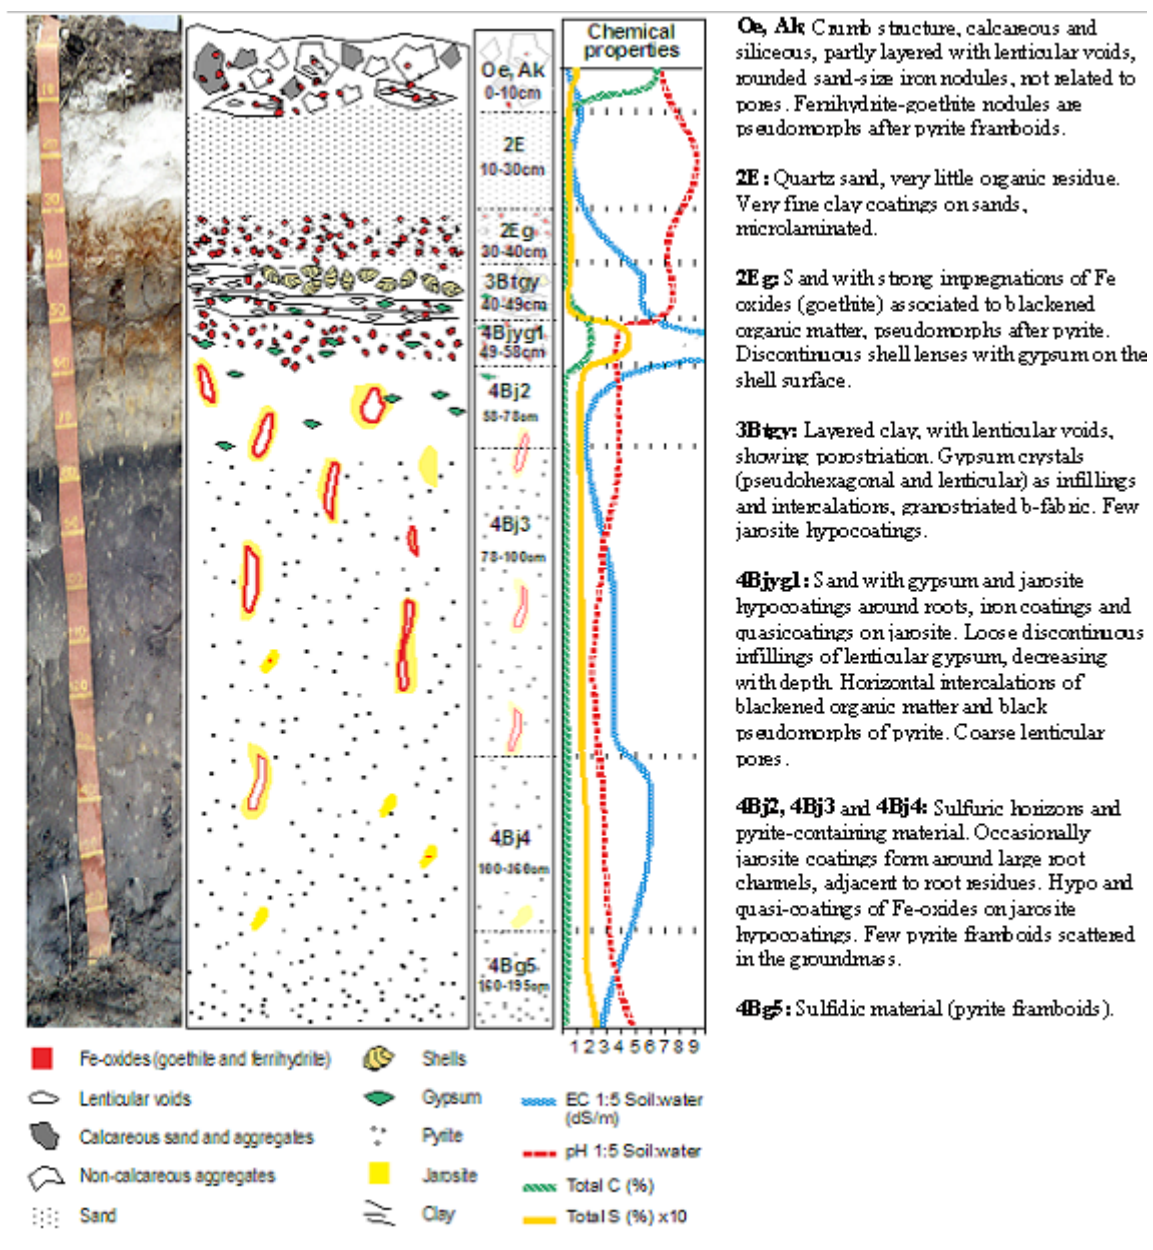 Chemical
properties
Oe, Ak
0-10cm
2E
10-30cm
2Eg
30-40cm
3Btgy
40-49cm
4Bjyg1
49-58cm
4Bj2
58-78cm
4Bj3
78-100cm
4Bj4
4Bg5
160-195cm
1 2 3 4 5 6 7 8 9
Oe, Ak: Crumb structure, calcareous and
siliceous, partly layered with lenticular voids,
rounded sand-size iron nodules, not related to
pores. Ferrihydrite-goethite nodules are
pseudomorphs after pyrite framboids.
2E: Quartz sand, very little organic residue.
Very fine clay coatings on sands,
microlaminated.
2Eg: Sand with strong impregnations of Fe
oxides (goethite) associated to blackened
organic matter, pseudomorphs after pyrite.
Discontinuous shell lenses with gypsum on the
shell surface.
3Btgy: Layered clay, with lenticular voids,
showing porostriation. Gypsum crystals
(pseudohexagonal and lenticular) as infillings
and intercalations, granostriated b-fabric. Few
jarosite hypocoatings.
4Bjyg1: Sand with gypsum and jarosite
hypocoatings around roots, iron coatings and
quasicoatings on jarosite. Loose discontinuous
infillings of lenticular gypsum, decreasing
with depth. Horizontal intercalations of
blackened organic matter and black
pseudomorphs of pyrite. Coarse lenticular
pores.
4Bj2, 4Bj3 and 4Bj4: Sulfuric horizons and
pyrite-containing material. Occasionally
jarosite coatings form around large root
channels, adjacent to root residues. Hypo and
quasi-coatings of Fe-oxides on jarosite
hypocoatings. Few pyrite framboids scattered
in the groundmass.
4Bg5: Sulfidic material (pyrite framboids).
Fe-oxides (goethite and ferrihydrite)
Lenticular voids
Calcareous sand and aggregates
Non-calcareous aggregates
Sand
Shells
Gypsum
Pyrite
Jarosite
Clay
EC 1:5 Soil:water
(dS/m)
pH 1:5 Soil:water
Total C (%)
Total S (%) x10